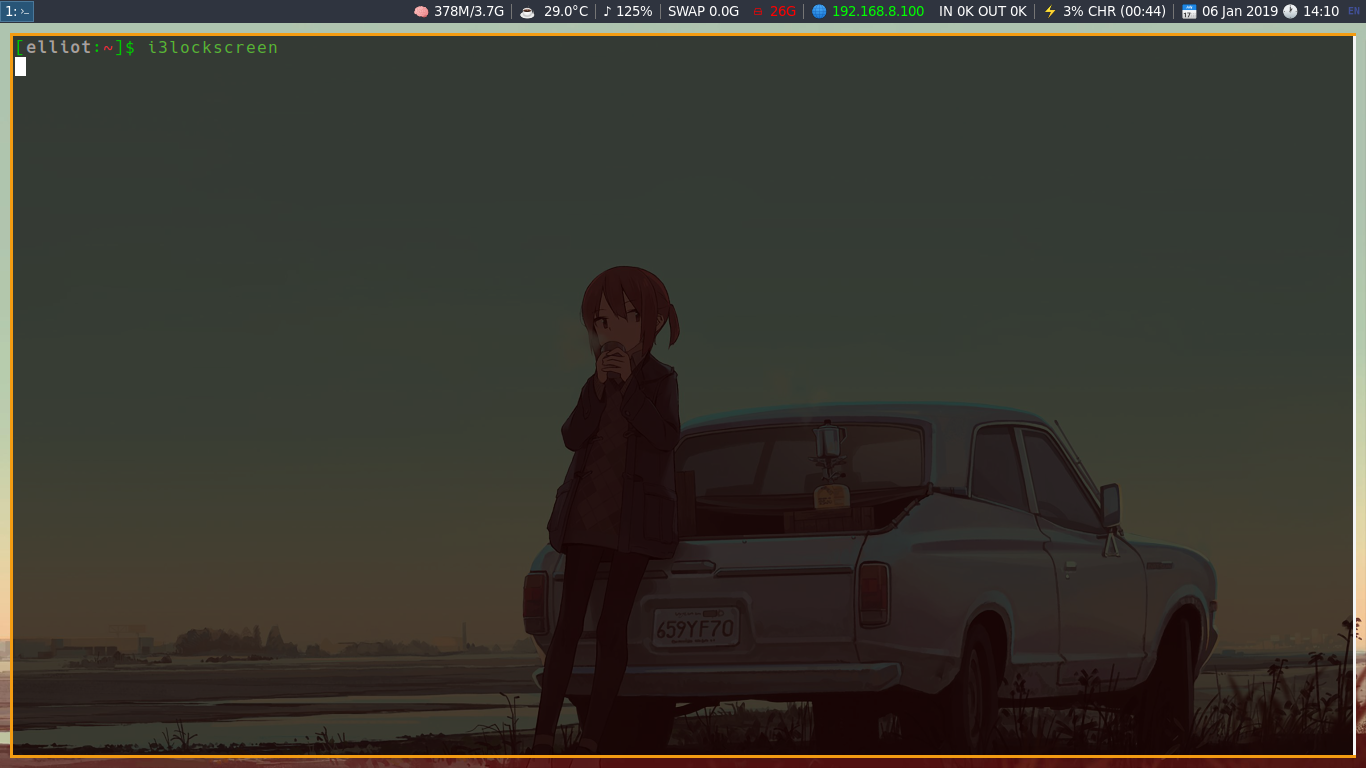 1: 378M/3.7G 29.0°C ♪ 125% SWAP 0.0G 26G 192.168.8.100 IN 0K OUT 0K ⚡ 3% CHR (00:44) 06 Jan 2019 14:10 EN
[elliot:~]$ i3lockscreen
659YF70